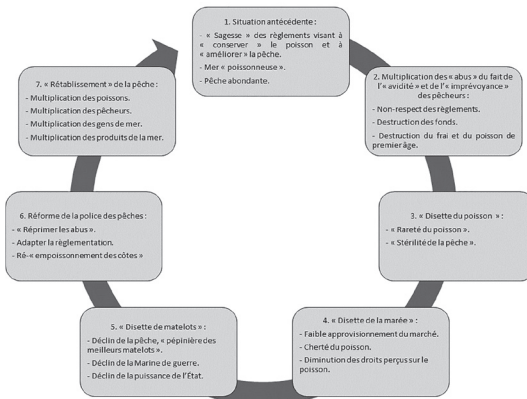 1. Situation antécédente :
- « Sagesse » des règlements visant à
« conserver » le poisson et à
« améliorer » la pêche.
- Mer « poissonneuse ».
- Pêche abondante.
2. Multiplication des « abus » du fait de
l'« avidité » et de l'« imprévoyance »
des pêcheurs :
- Non-respect des règlements.
- Destruction des fonds.
- Destruction du frai et du poisson de
premier âge.
3. « Disette du poisson » :
- « Rareté du poisson ».
- « Stérilité de la pêche ».
4. « Disette de la marée » :
- Faible approvisionnement du marché.
- Cherté du poisson.
- Diminution des droits perçus sur le
poisson.
5. « Disette de matelots » :
- Déclin de la pêche, « pépinière des
meilleurs matelots ».
- Déclin de la Marine de guerre.
- Déclin de la puissance de l'État.
6. Réforme de la police des pêches :
- « Réprimer les abus ».
- Adapter la règlementation.
- Ré-« empoissonnement des côtes »
7. « Rétablissement » de la pêche :
- Multiplication des poissons.
- Multiplication des pêcheurs.
- Multiplication des gens de mer.
- Multiplication des produits de la mer.